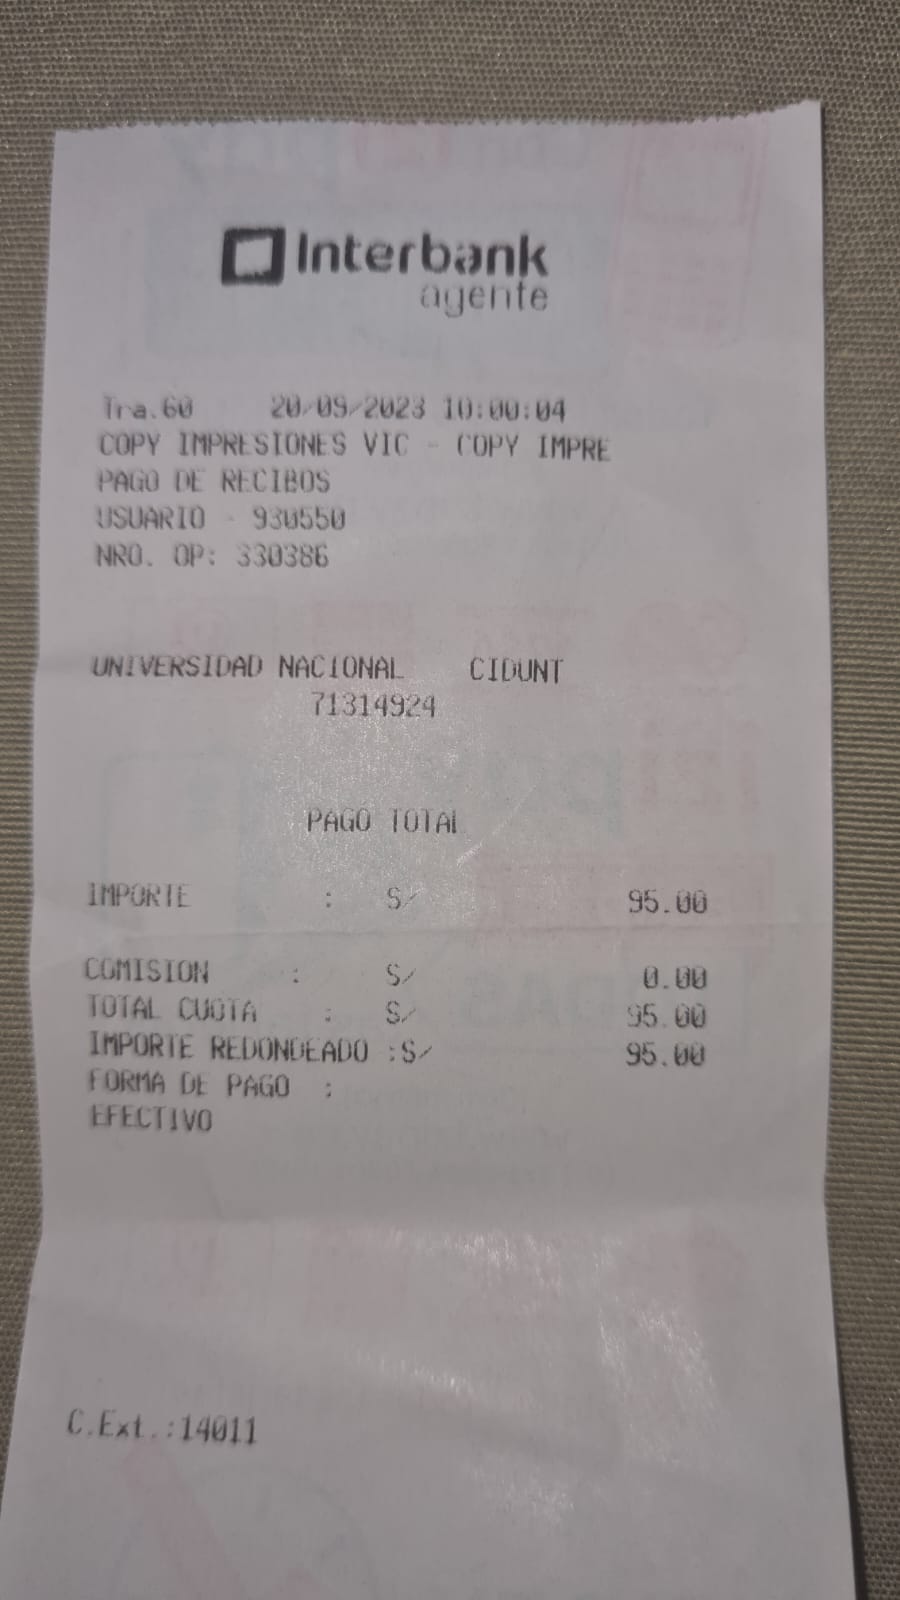 Interbank
agente
Tra.60 20/09/2023 10:00:04
COPY IMPRESIONES VIC - COPY IMPRE
PAGO DE RECIBOS
USUARIO - 930550
NRO. OP: 330386
UNIVERSIDAD NACIONAL CIDUNT
71314924
PAGO TOTAL
IMPORTE : S/ 95.00
COMISION : S/ 0.00
TOTAL CUOTA : S/ 95.00
IMPORTE REDONDEADO :S/ 95.00
FORMA DE PAGO :
EFECTIVO
C.Ext.:14011